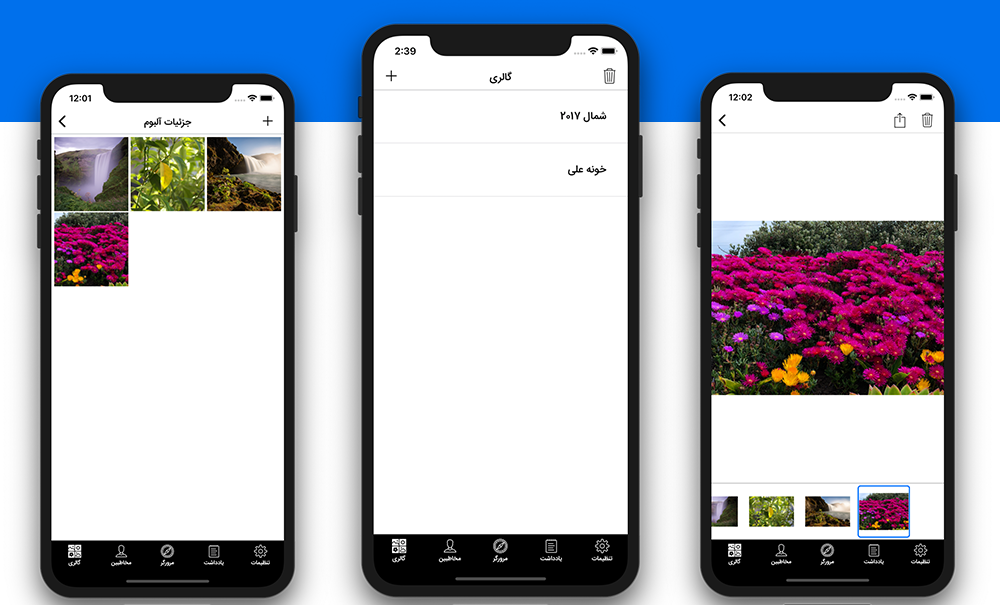 12:01
جزئیات آلبوم
گالری
مخاطبین
مرورگر
یادداشت
تنظیمات
2:39
گالری
شمال ۲۰۱۷
خونه علی
گالری
مخاطبین
مرورگر
یادداشت
تنظیمات
12:02
گالری
مخاطبین
مرورگر
یادداشت
تنظیمات